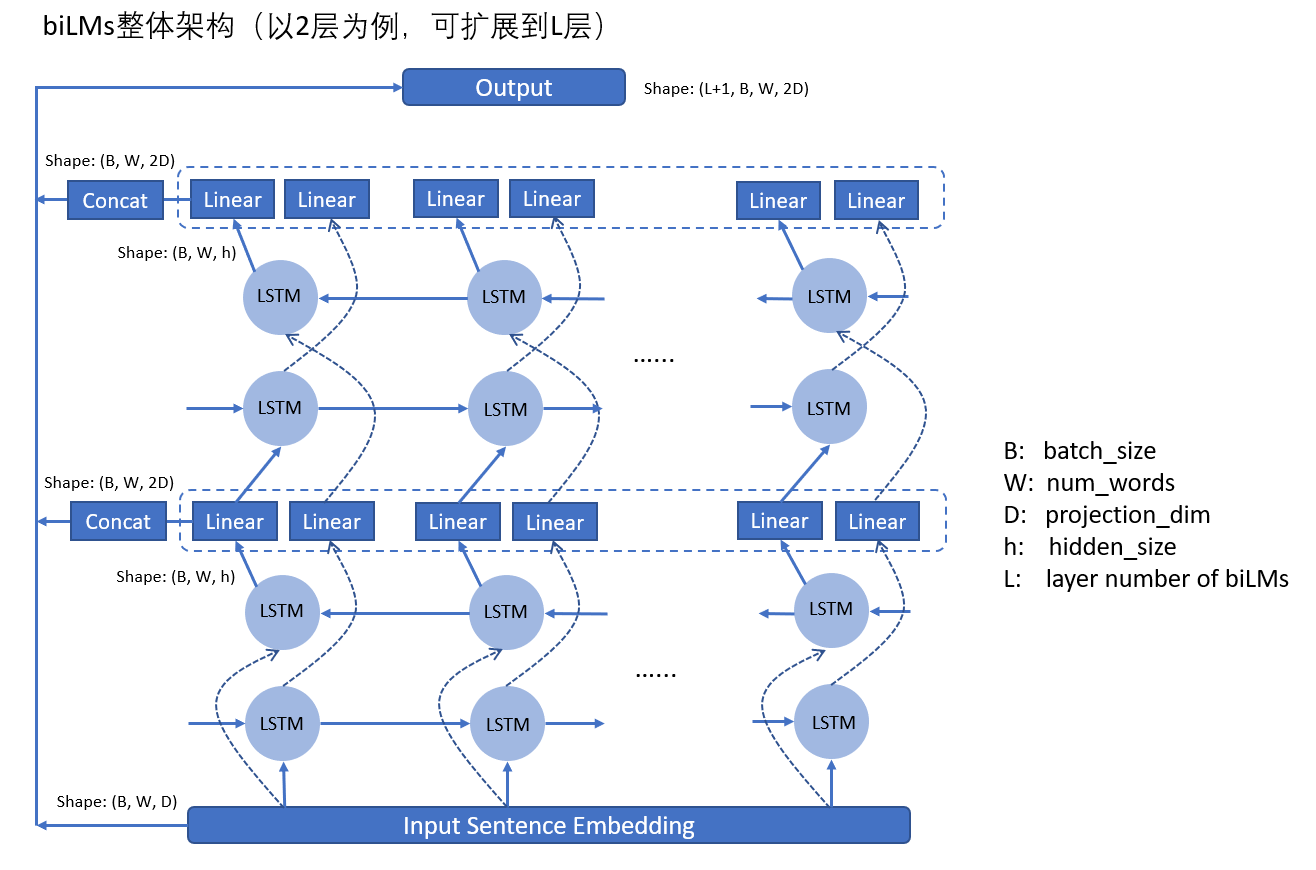 biLMs整体架构（以2层为例，可扩展到L层）
Output
Shape: (L+1, B, W, 2D)
Shape: (B, W, 2D)
Concat
Linear Linear Linear Linear Linear Linear
Shape: (B, W, h)
LSTM LSTM LSTM
......
LSTM LSTM LSTM
Shape: (B, W, 2D)
Concat
Linear Linear Linear Linear Linear Linear
Shape: (B, W, h)
LSTM LSTM LSTM
......
LSTM LSTM LSTM
Shape: (B, W, D)
Input Sentence Embedding
B: batch_size
W: num_words
D: projection_dim
h: hidden_size
L: layer number of biLMs